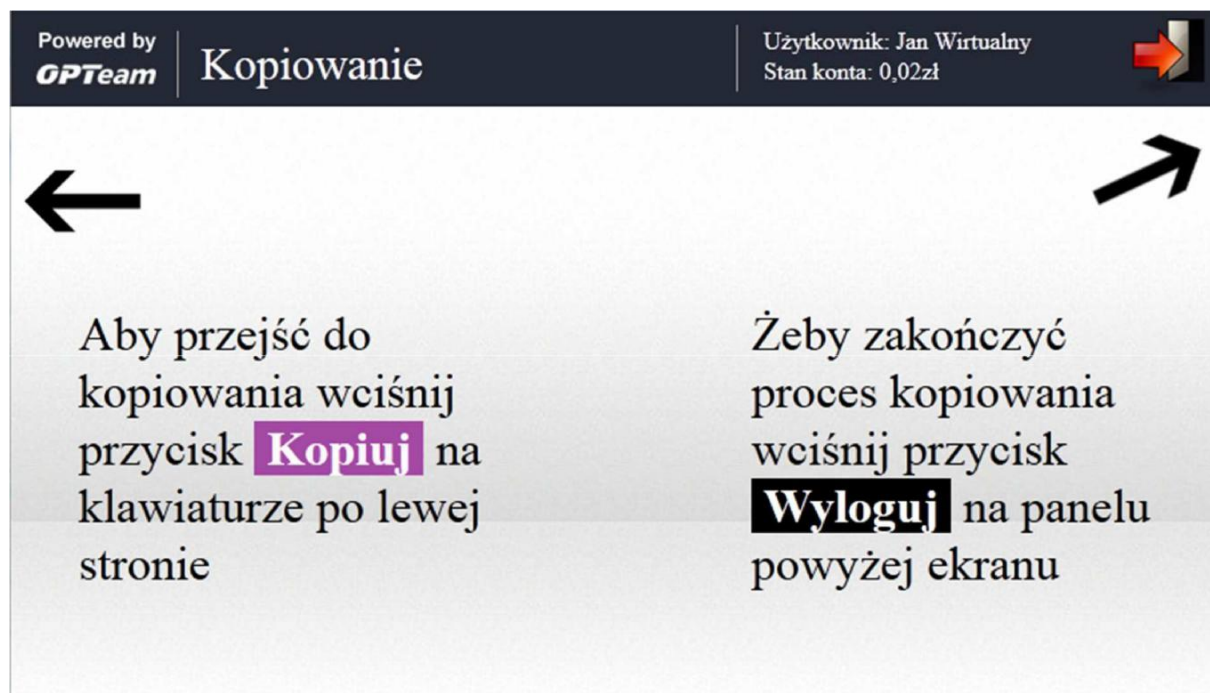 Powered by
GPTeam
Kopiowanie
Użytkownik: Jan Wirtualny
Stan konta: 0,02zł
Aby przejść do
kopiowania wciśnij
przycisk Kopiuj na
klawiaturze po lewej
stronie
Żeby zakończyć
proces kopiowania
wciśnij przycisk
Wyloguj na panelu
powyżej ekranu